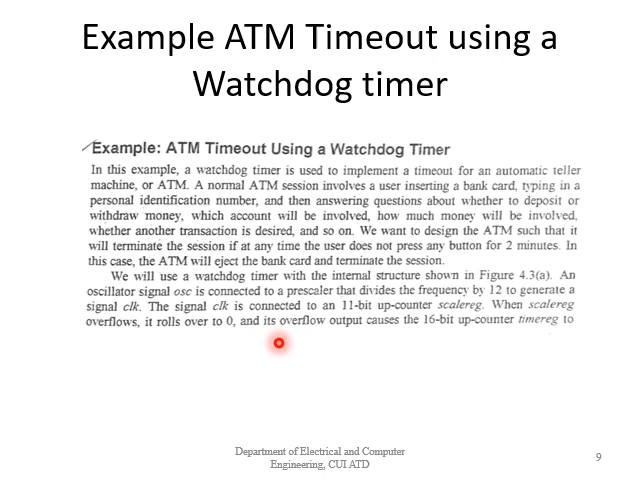 Example ATM Timeout using a
Watchdog timer
Example: ATM Timeout Using a Watchdog Timer
In this example, a watchdog timer is used to implement a timeout for an automatic teller
machine, or ATM. A normal ATM session involves a user inserting a bank card, typing in a
personal identification number, and then answering questions about whether to deposit or
withdraw money, which account will be involved, how much money will be involved,
whether another transaction is desired, and so on. We want to design the ATM such that it
will terminate the session if at any time the user does not press any button for 2 minutes. In
this case, the ATM will eject the bank card and terminate the session.
We will use a watchdog timer with the internal structure shown in Figure 4.3(a). An
oscillator signal osc is connected to a prescaler that divides the frequency by 12 to generate a
signal clk. The signal clk is connected to an 11-bit up-counter scalereg. When scalereg
overflows, it rolls over to 0, and its overflow output causes the 16-bit up-counter timereg to
Department of Electrical and Computer
Engineering, CUI ATD
9